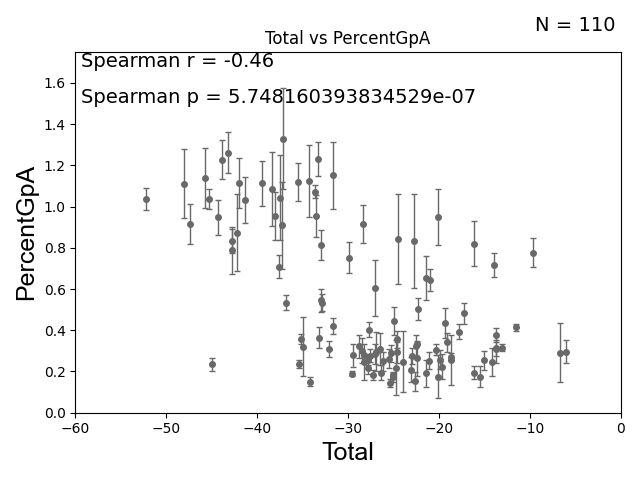 N = 110
Total vs PercentGpA
Spearman r = -0.46
Spearman p = 5.748160393834529e-07
PercentGpA
1.6
1.4
1.2
1.0
0.8
0.6
0.4
0.2
0.0
−60 −50 −40 −30 −20 −10 0
Total